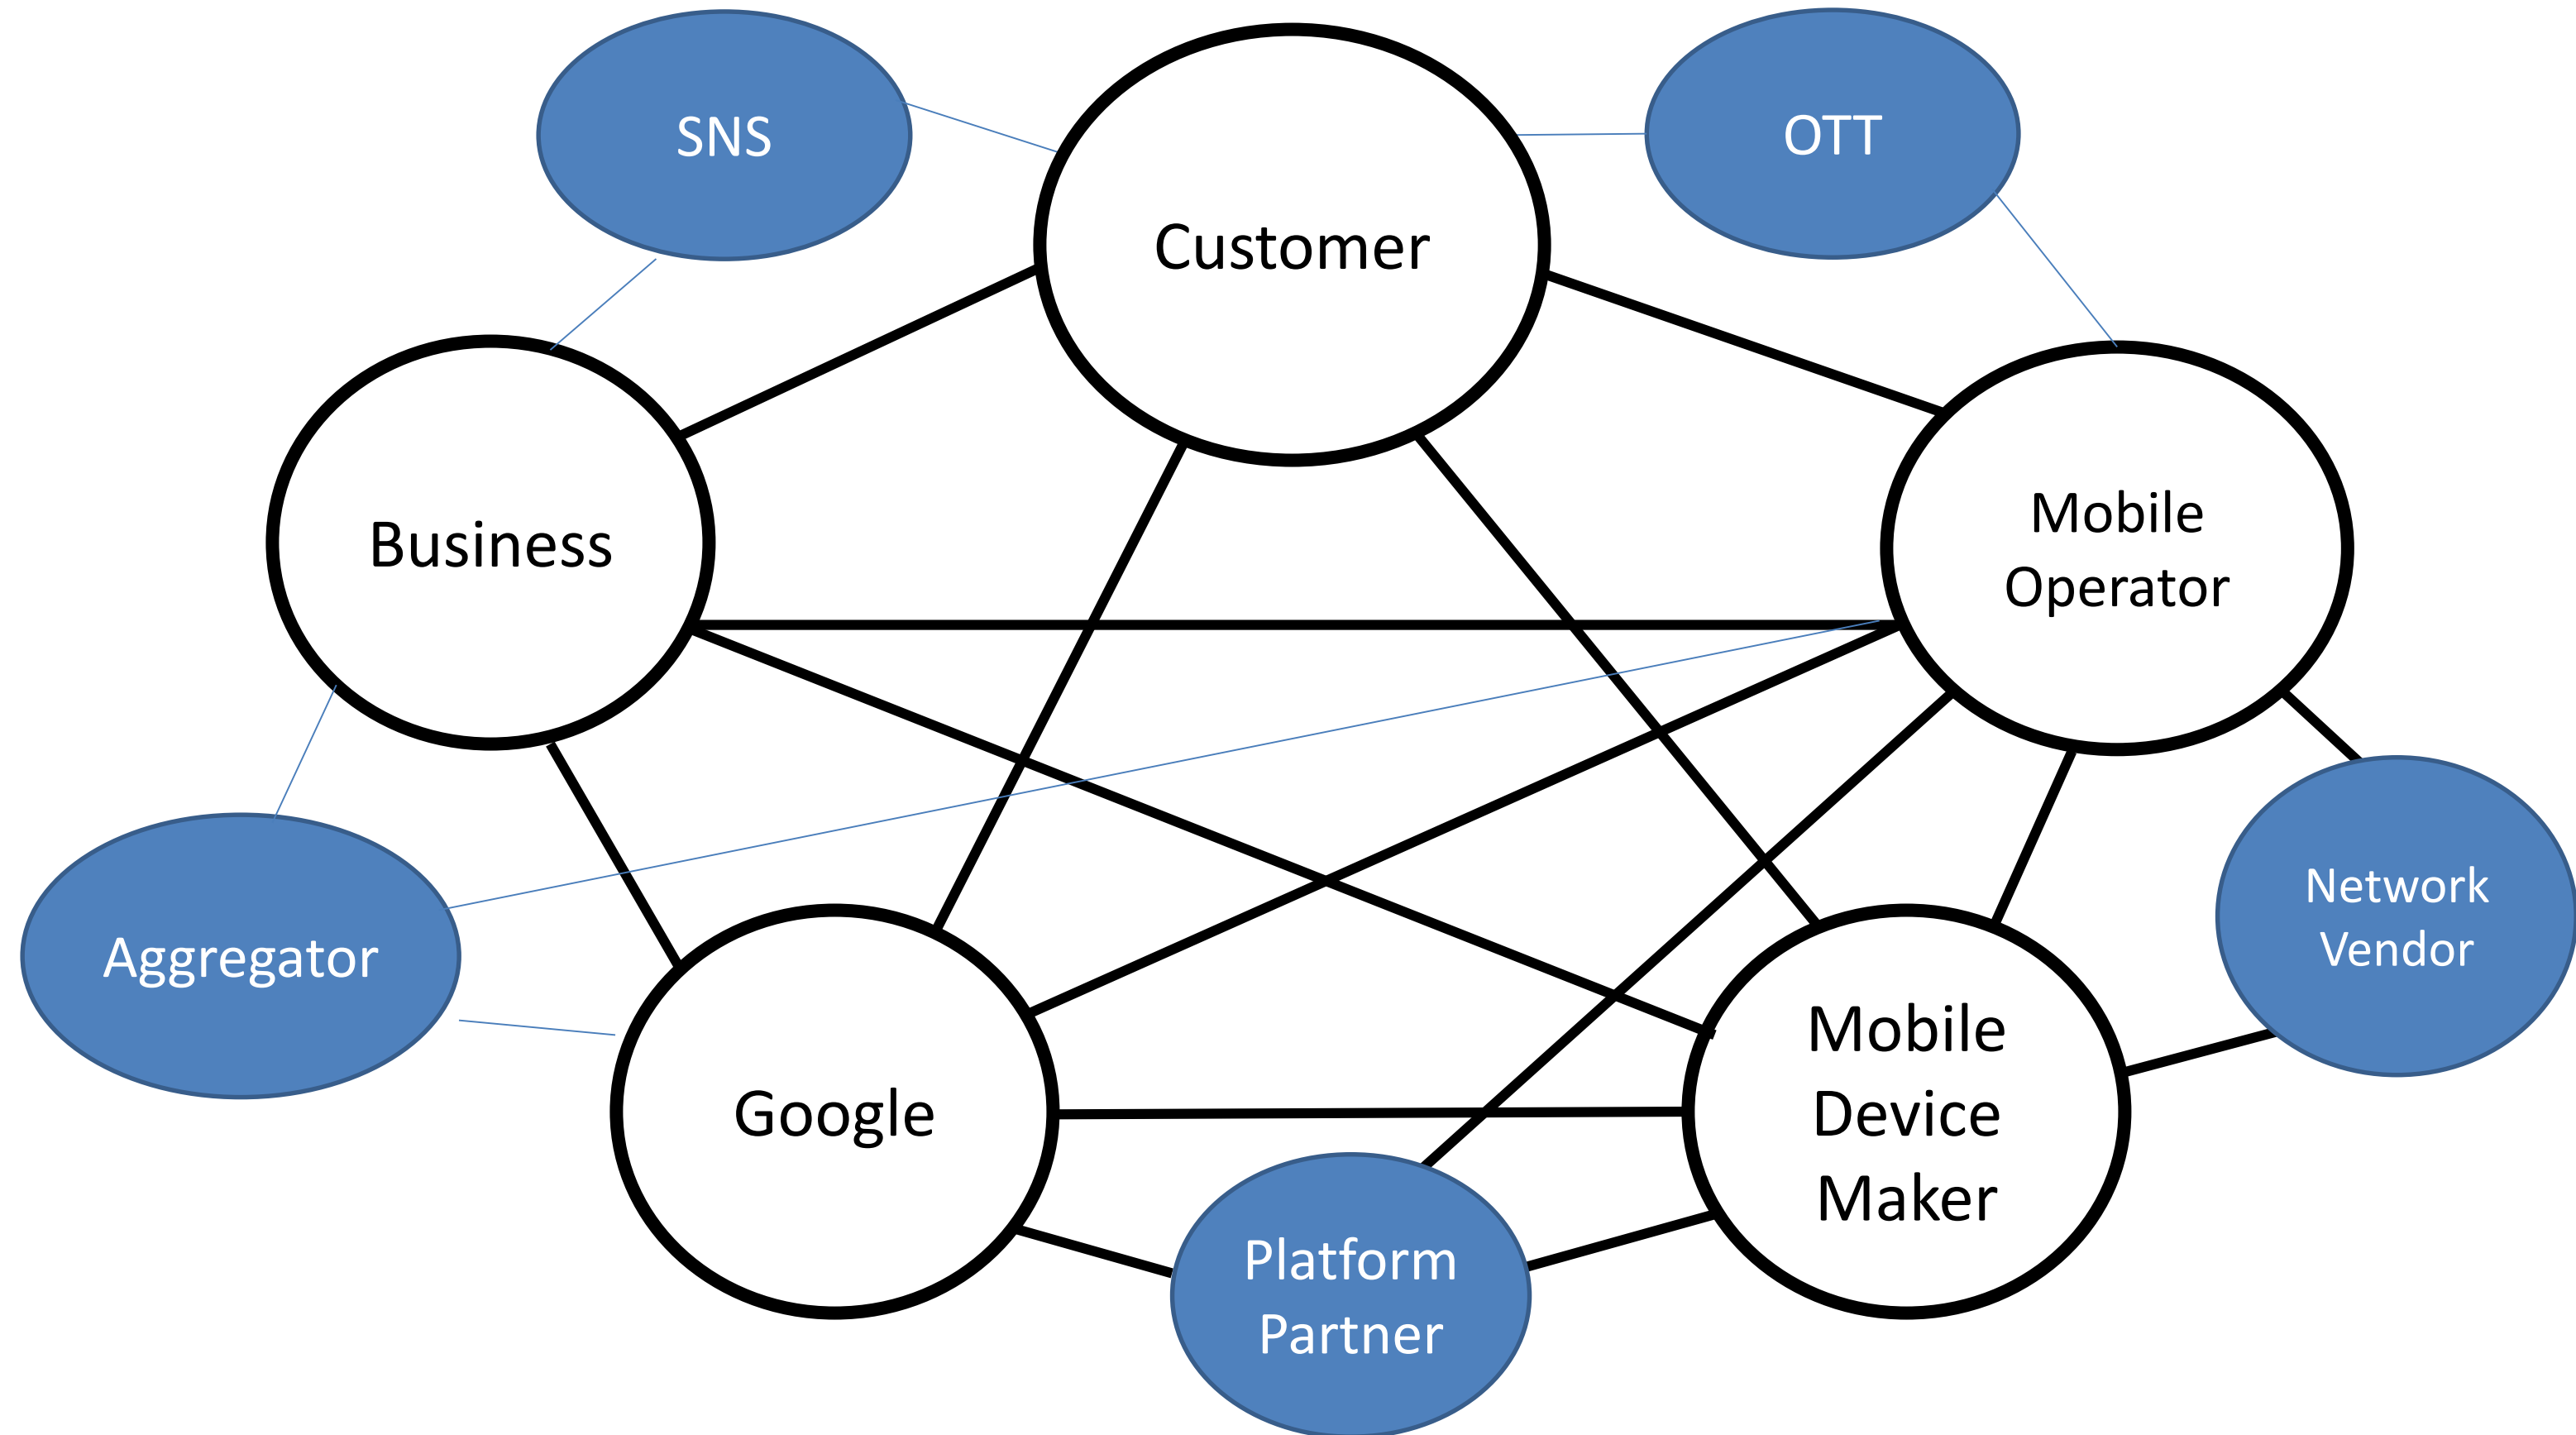 SNS
Customer
OTT
Business
Mobile
Operator
Aggregator
Network
Vendor
Google
Mobile
Device
Maker
Platform
Partner